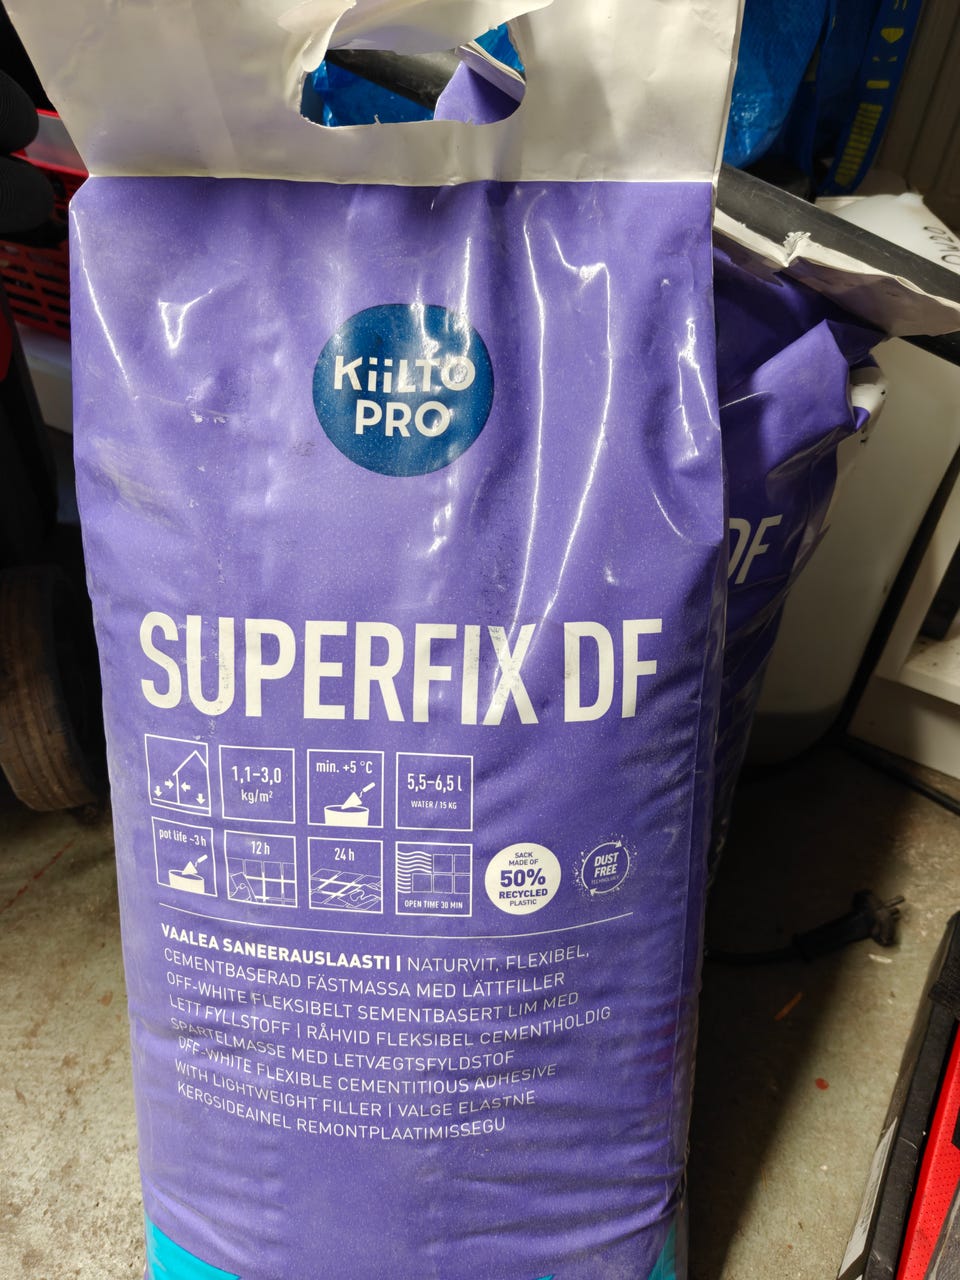 KiiLTO
PRO
SUPERFIX DF
DF
1,1–3,0
kg/m²
min. +5 °C
5,5–6,5 l
WATER / 15 KG
pot life ~3 h
12 h
24 h
OPEN TIME 30 MIN
SACK
MADE OF
50%
RECYCLED
PLASTIC
DUST
FREE
TECHNOLOGY
VAALEA SANEERAUSLAASTI | NATURVIT, FLEXIBEL,
CEMENTBASERAD FÄSTMASSA MED LÄTTFILLER
OFF-WHITE FLEKSIBELT SEMENTBASERT LIM MED
LETT FYLLSTOFF | RÅHVID FLEKSIBEL CEMENTHOLDIG
SPARTELMASSE MED LETVÆGTSFYLDSTOF
OFF-WHITE FLEXIBLE CEMENTITIOUS ADHESIVE
WITH LIGHTWEIGHT FILLER | VALGE ELASTNE
KERGSIDEAINEL REMONTPLAATIMISSEGU